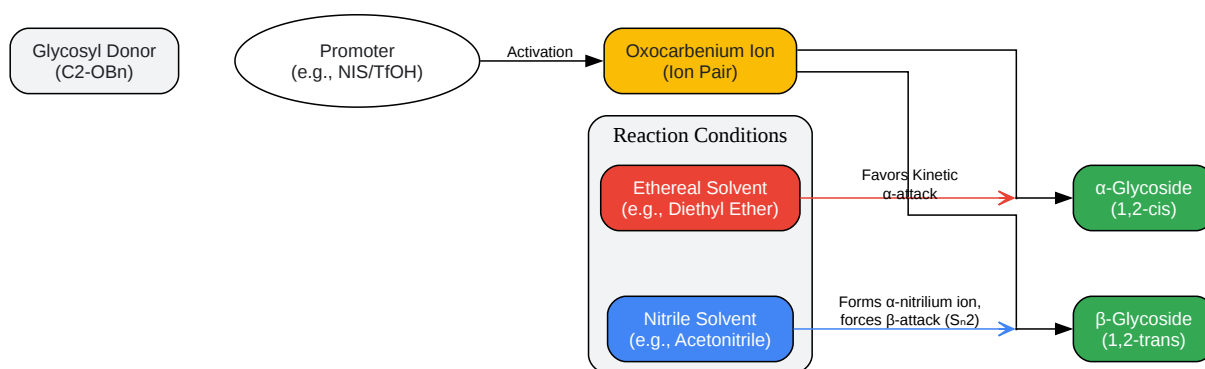 Glycosyl Donor
(C2-OBn)
Promoter
(e.g., NIS/TfOH)
Activation
Oxocarbenium Ion
(Ion Pair)
Reaction Conditions
Ethereal Solvent
(e.g., Diethyl Ether)
Favors Kinetic
α-attack
α-Glycoside
(1,2-cis)
Nitrile Solvent
(e.g., Acetonitrile)
Forms α-nitrilium ion,
forces β-attack (Sₙ2)
β-Glycoside
(1,2-trans)